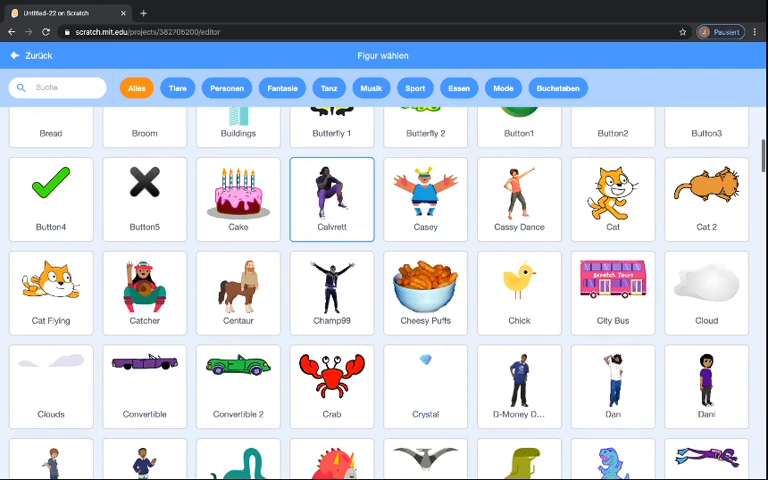 Untitled-22 on Scratch
scratch.mit.edu/projects/382705200/editor
J
Pausiert
Zurück
Figur wählen
Suche
Alles
Tiere
Personen
Fantasie
Tanz
Musik
Sport
Essen
Mode
Buchstaben
Bread
Broom
Buildings
Butterfly 1
Butterfly 2
Button1
Button2
Button3
Button4
Button5
Cake
Calvrett
Casey
Cassy Dance
Cat
Cat 2
Cat Flying
Catcher
Centaur
Champ99
Cheesy Puffs
Chick
Scratch Tours
City Bus
Cloud
Clouds
Convertible
Convertible 2
Crab
Crystal
D-Money D...
Dan
Dani